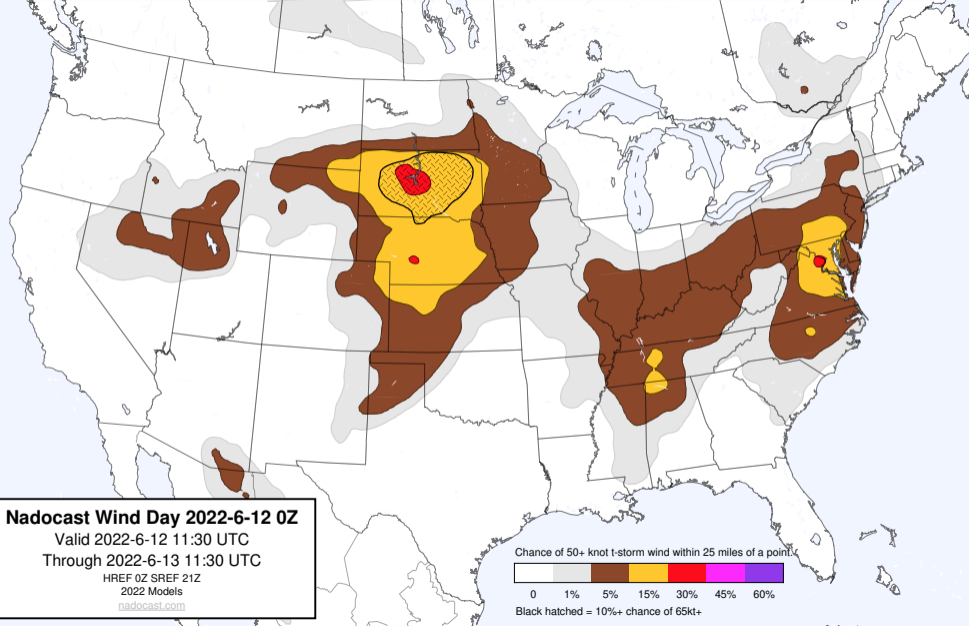 Nadocast Wind Day 2022-6-12 0Z
Valid 2022-6-12 11:30 UTC
Through 2022-6-13 11:30 UTC
HREF 0Z SREF 21Z
2022 Models
nadocast.com
Chance of 50+ knot t-storm wind within 25 miles of a point.
0 1% 5% 15% 30% 45% 60%
Black hatched = 10%+ chance of 65kt+